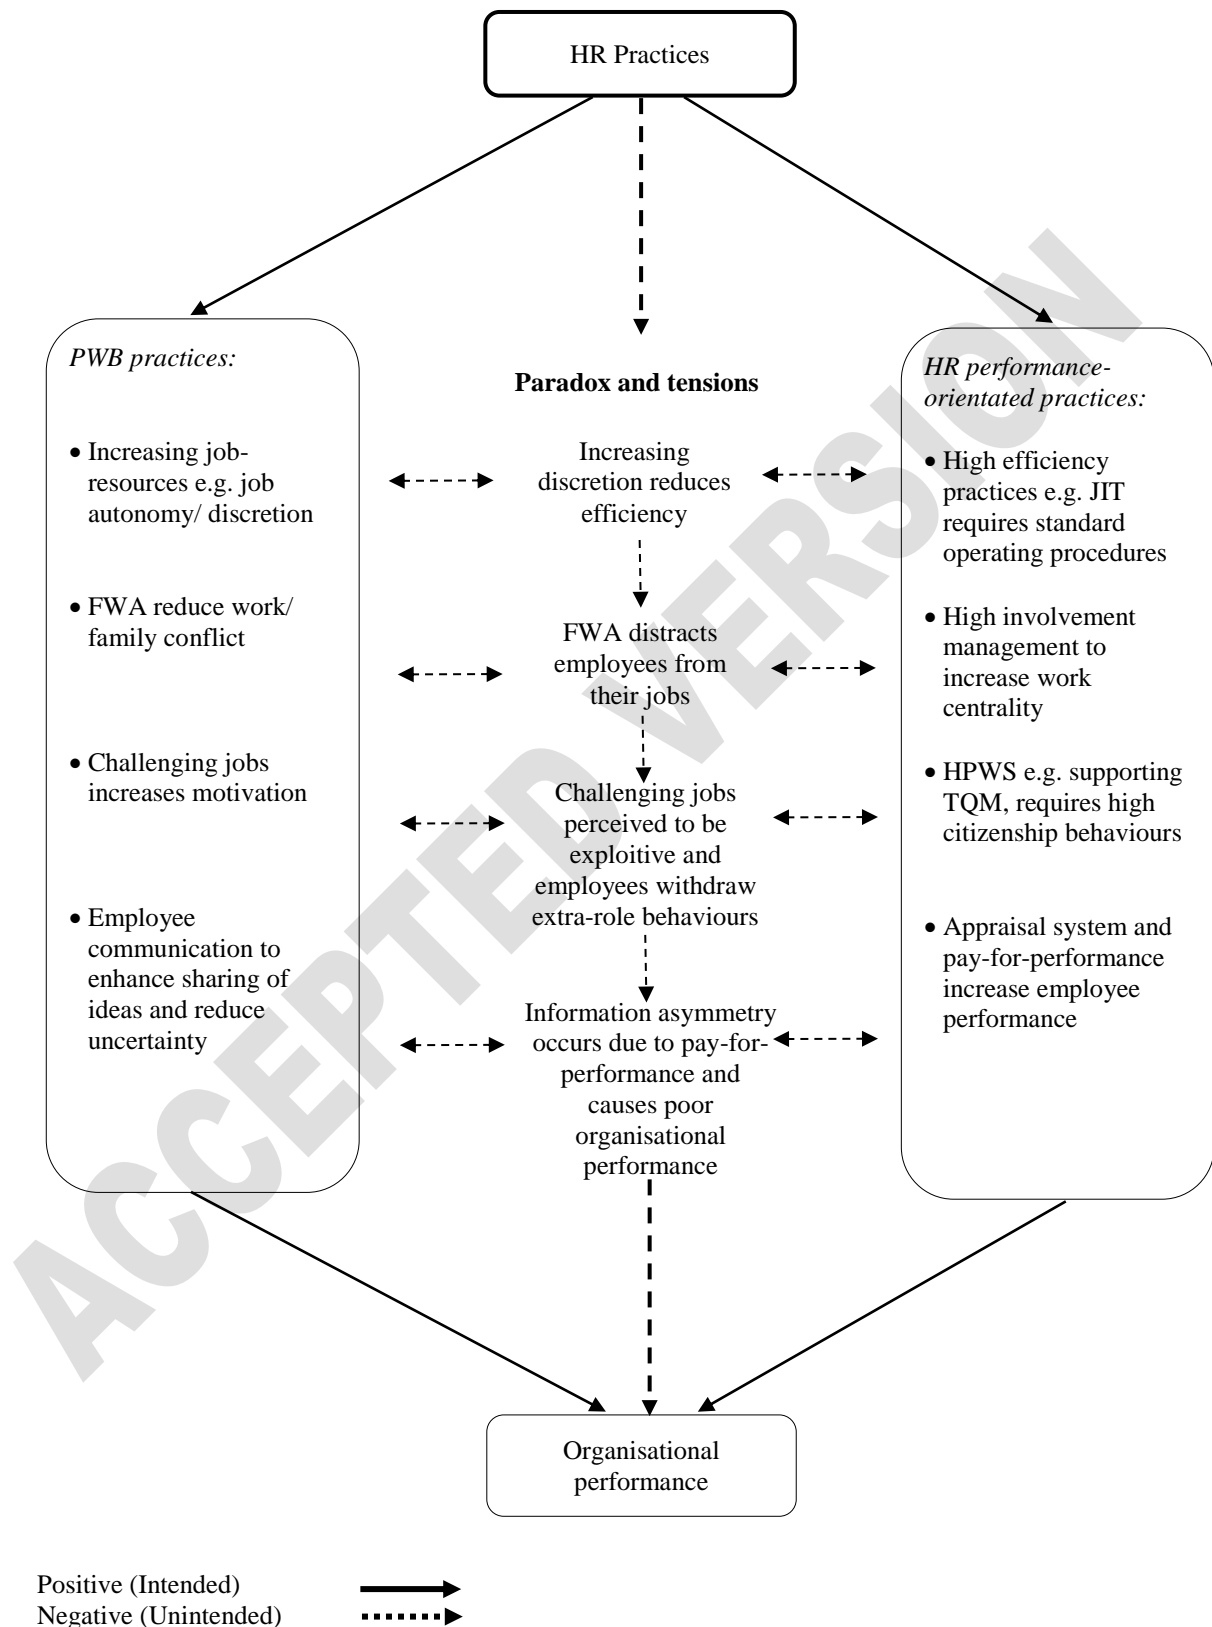 HR Practices
PWB practices:
• Increasing job-
resources e.g. job
autonomy/ discretion
• FWA reduce work/
family conflict
• Challenging jobs
increases motivation
• Employee
communication to
enhance sharing of
ideas and reduce
uncertainty
Paradox and tensions
Increasing
discretion reduces
efficiency
FWA distracts
employees from
their jobs
Challenging jobs
perceived to be
exploitive and
employees withdraw
extra-role behaviours
Information asymmetry
occurs due to pay-for-
performance and
causes poor
organisational
performance
HR performance-
orientated practices:
• High efficiency
practices e.g. JIT
requires standard
operating procedures
• High involvement
management to
increase work
centrality
• HPWS e.g. supporting
TQM, requires high
citizenship behaviours
• Appraisal system and
pay-for-performance
increase employee
performance
Organisational
performance
Positive (Intended)
Negative (Unintended)
ACCEPTED VERSION